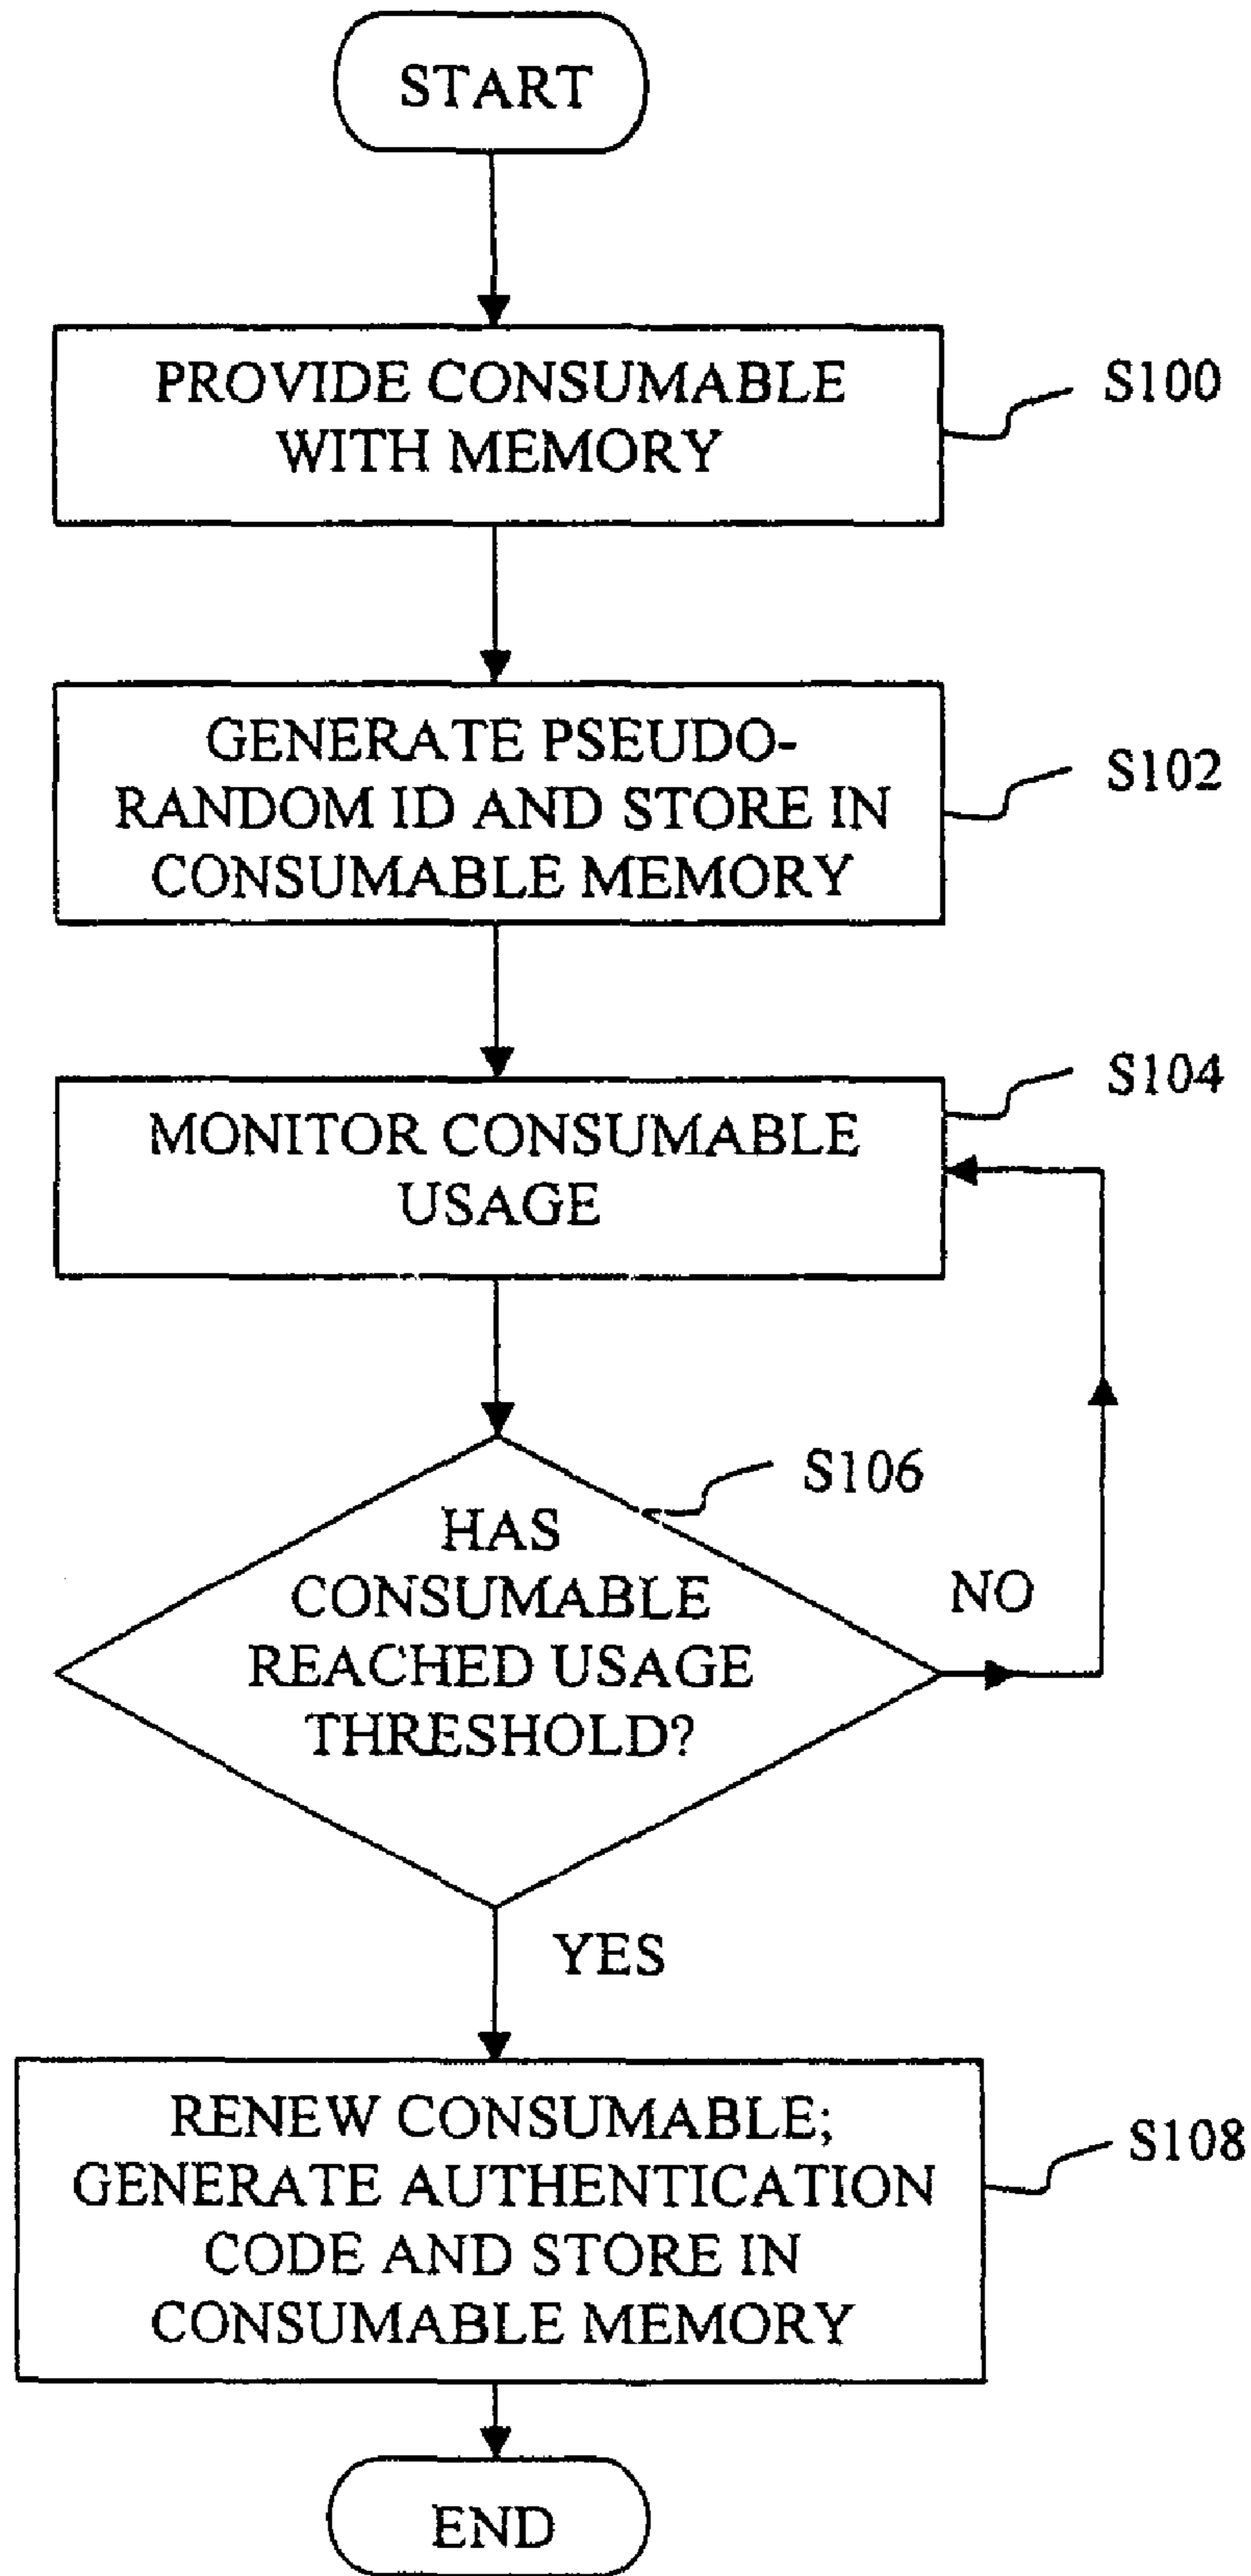 START
PROVIDE CONSUMABLE
WITH MEMORY
S100
GENERATE PSEUDO-
RANDOM ID AND STORE IN
CONSUMABLE MEMORY
S102
MONITOR CONSUMABLE
USAGE
S104
HAS
CONSUMABLE
REACHED USAGE
THRESHOLD?
S106
NO
YES
RENEW CONSUMABLE;
GENERATE AUTHENTICATION
CODE AND STORE IN
CONSUMABLE MEMORY
S108
END